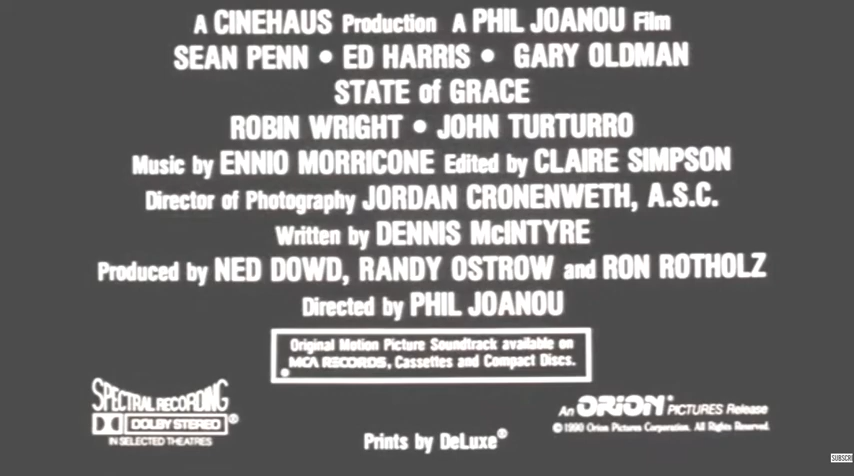 A CINEHAUS Production A PHIL JOANOU Film
SEAN PENN • ED HARRIS • GARY OLDMAN
STATE of GRACE
ROBIN WRIGHT • JOHN TURTURRO
Music by ENNIO MORRICONE Edited by CLAIRE SIMPSON
Director of Photography JORDAN CRONENWETH, A.S.C.
Written by DENNIS McINTYRE
Produced by NED DOWD, RANDY OSTROW and RON ROTHOLZ
Directed by PHIL JOANOU
Original Motion Picture Soundtrack available on
MCA RECORDS, Cassettes and Compact Discs.
SPECTRAL RECORDING
DOLBY STEREO®
IN SELECTED THEATRES
Prints by DeLuxe®
An ORION® PICTURES Release
©1990 Orion Pictures Corporation. All Rights Reserved.
SUBSCRI